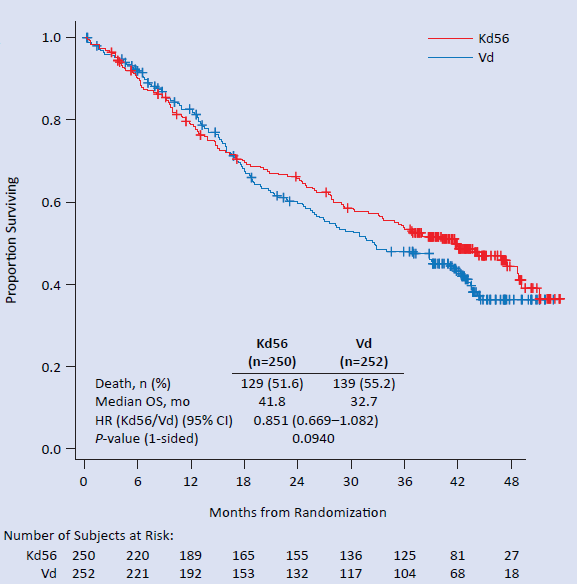 1.0
0.8
0.6
0.4
0.2
0.0
Proportion Surviving
Kd56
Vd
Kd56 Vd
(n=250) (n=252)
Death, n (%) 129 (51.6) 139 (55.2)
Median OS, mo 41.8 32.7
HR (Kd56/Vd) (95% CI) 0.851 (0.669–1.082)
P-value (1-sided) 0.0940
0 6 12 18 24 30 36 42 48
Months from Randomization
Number of Subjects at Risk:
Kd56 250 220 189 165 155 136 125 81 27
Vd 252 221 192 153 132 117 104 68 18